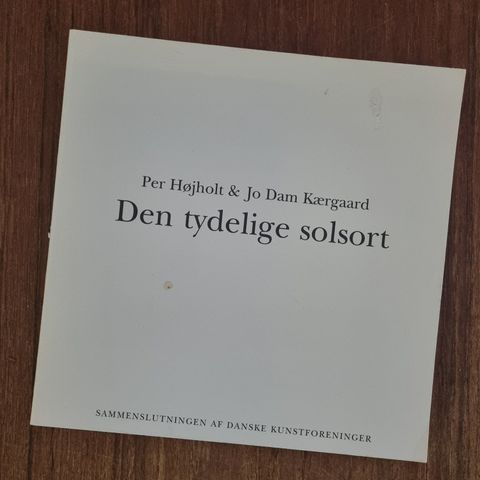 Per Højholt & Jo Dam Kærgaard
Den tydelige solsort
SAMMENSLUTNINGEN AF DANSKE KUNSTFORENINGER